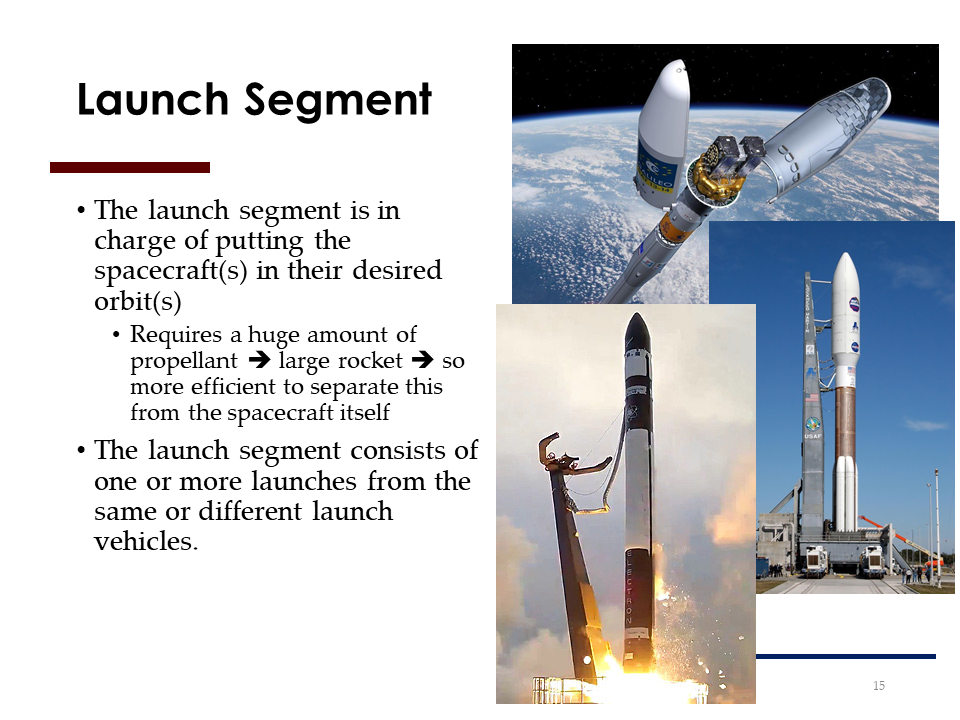 Launch Segment
• The launch segment is in
charge of putting the
spacecraft(s) in their desired
orbit(s)
• Requires a huge amount of
propellant 🡺 large rocket 🡺 so
more efficient to separate this
from the spacecraft itself
• The launch segment consists of
one or more launches from the
same or different launch
vehicles.
GALILEO
13-14
USAF
ELECTRON
15